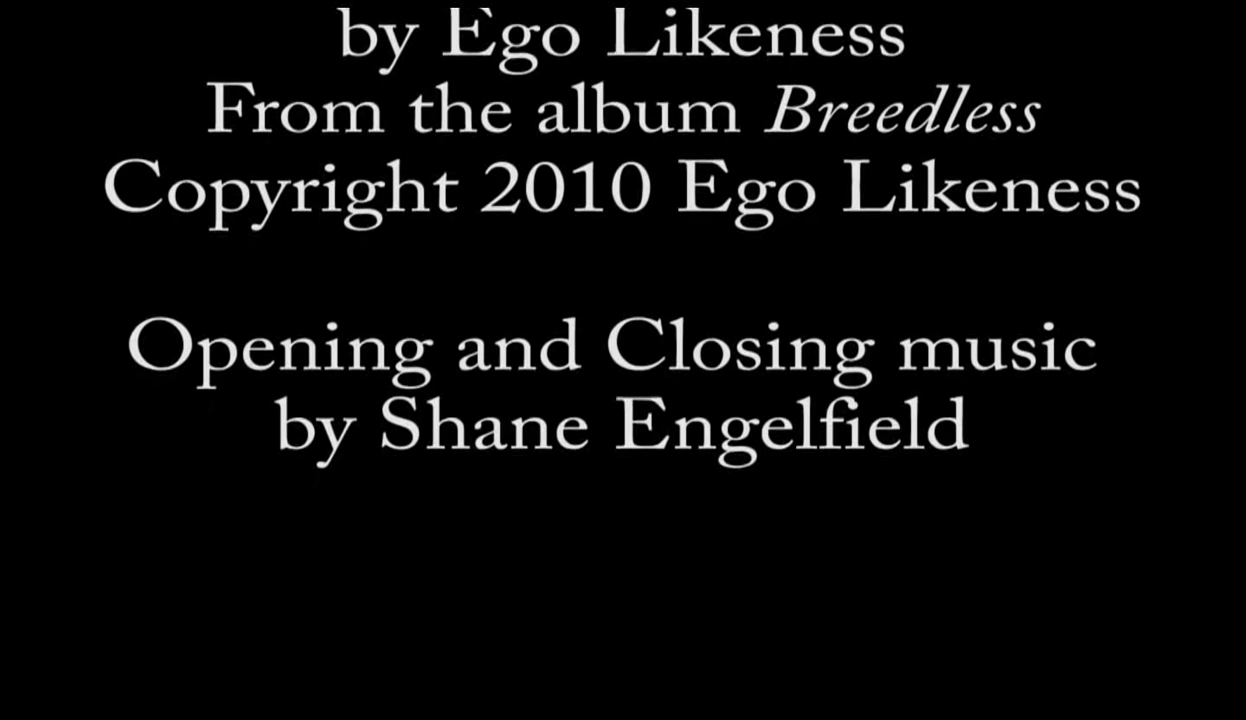 by Ego Likeness
From the album Breedless
Copyright 2010 Ego Likeness
Opening and Closing music
by Shane Engelfield